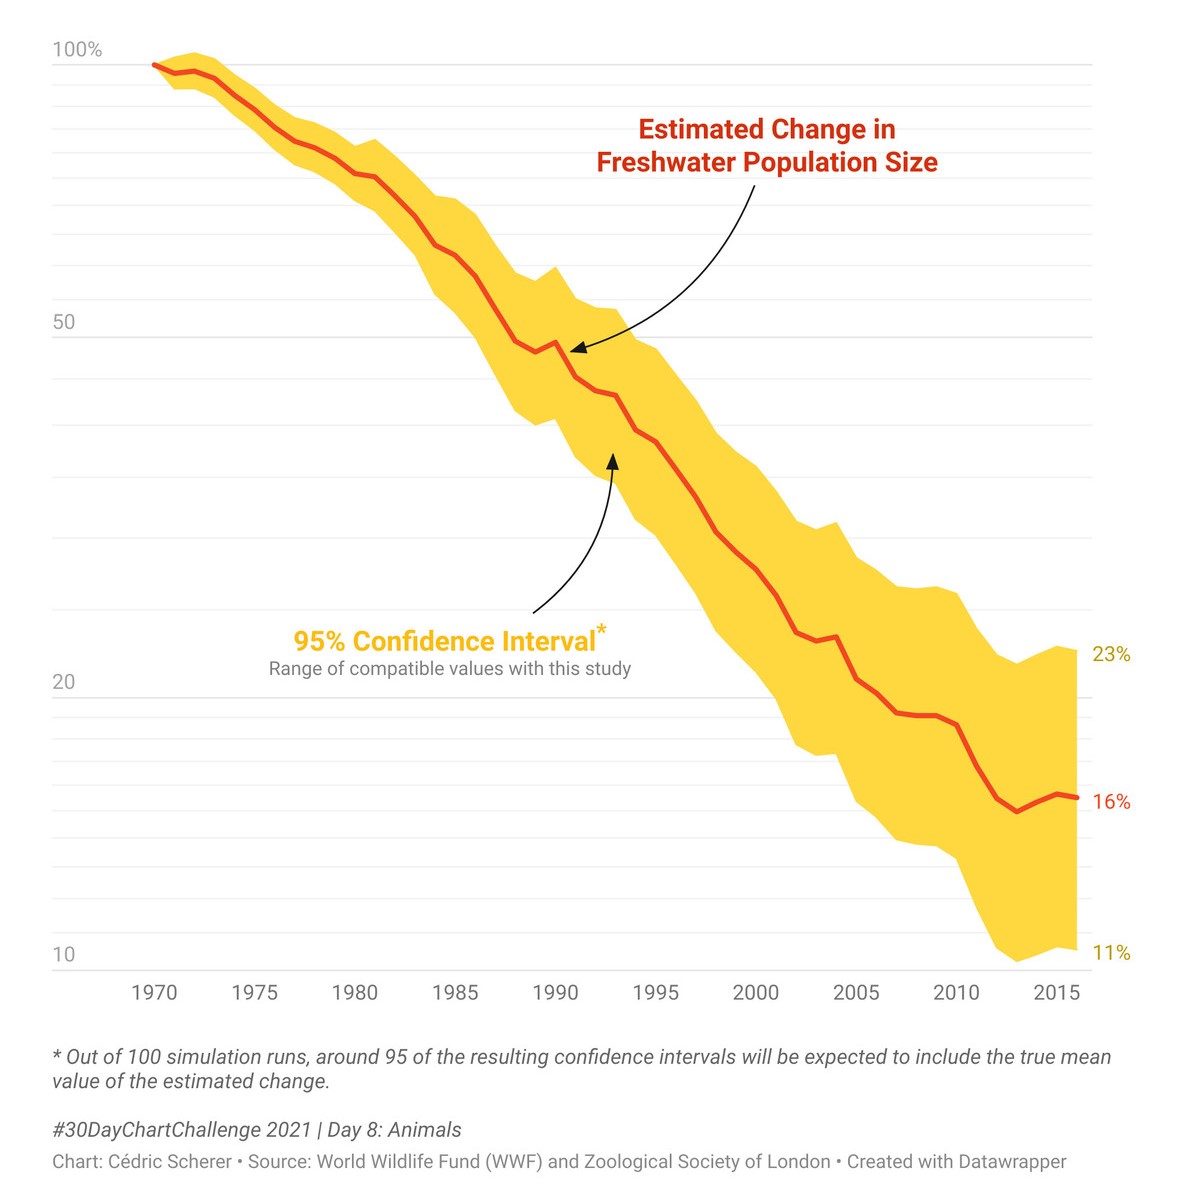 100%
Estimated Change in
Freshwater Population Size
50
95% Confidence Interval*
Range of compatible values with this study
23%
20
16%
10
11%
1970 1975 1980 1985 1990 1995 2000 2005 2010 2015
* Out of 100 simulation runs, around 95 of the resulting confidence intervals will be expected to include the true mean
value of the estimated change.
#30DayChartChallenge 2021 | Day 8: Animals
Chart: Cédric Scherer • Source: World Wildlife Fund (WWF) and Zoological Society of London • Created with Datawrapper